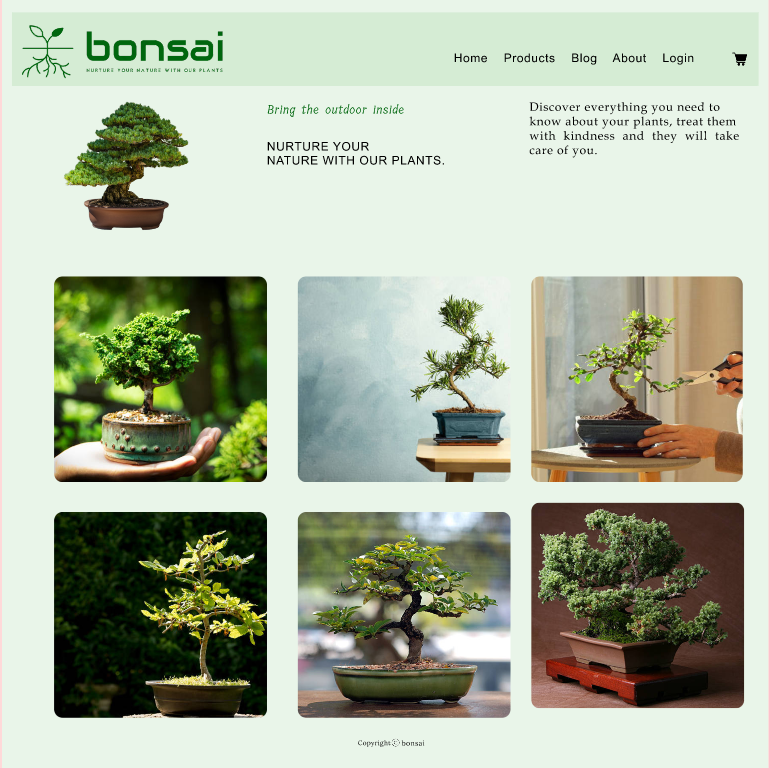 bonsai
NURTURE YOUR NATURE WITH OUR PLANTS
Home Products Blog About Login
Bring the outdoor inside
NURTURE YOUR
NATURE WITH OUR PLANTS.
Discover everything you need to
know about your plants, treat them
with kindness and they will take
care of you.
Copyright© bonsai